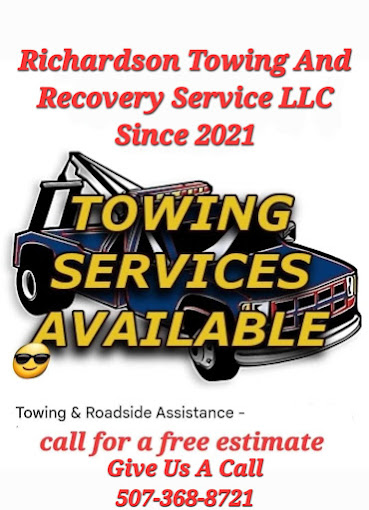 Richardson Towing And
Recovery Service LLC
Since 2021
TOWING
SERVICES
AVAILABLE
Towing & Roadside Assistance -
call for a free estimate
Give Us A Call
507-368-8721